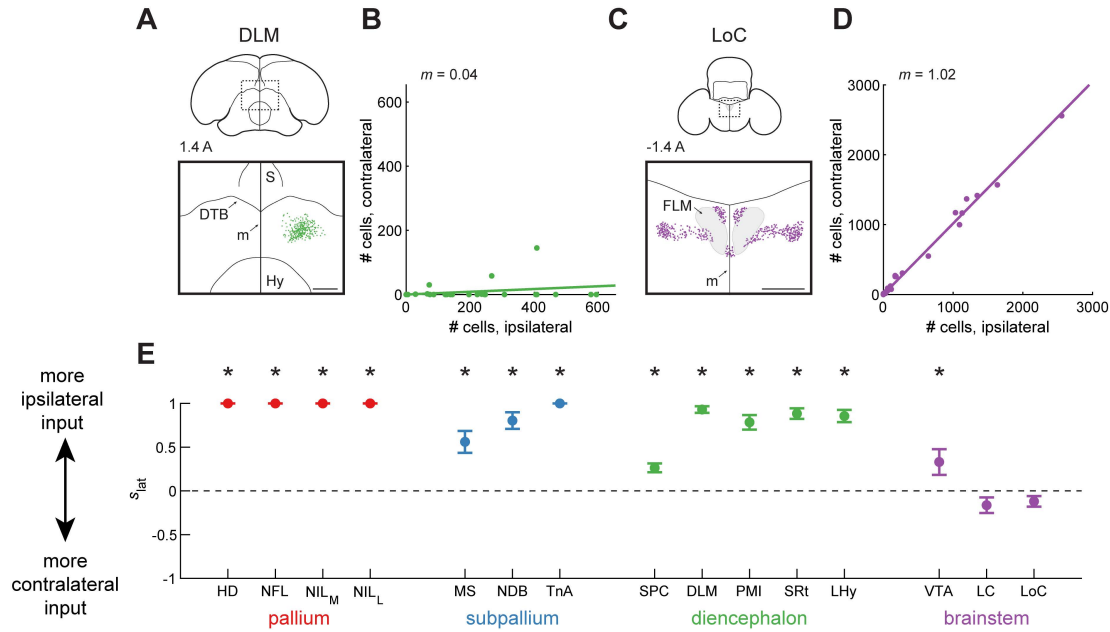 A
DLM
1.4 A
S
DTB
m
Hy
B
m = 0.04
# cells, contralateral
600
400
200
0
0 200 400 600
# cells, ipsilateral
C
LoC
-1.4 A
FLM
m
D
m = 1.02
# cells, contralateral
3000
2000
1000
0
0 1000 2000 3000
# cells, ipsilateral
E
more
ipsilateral
input
more
contralateral
input
s_lat
* * * * * * * * * * * * *
1
0.5
0
-0.5
-1
HD NFL NIL_M NIL_L MS NDB TnA SPC DLM PMI SRt LHy VTA LC LoC
pallium subpallium diencephalon brainstem